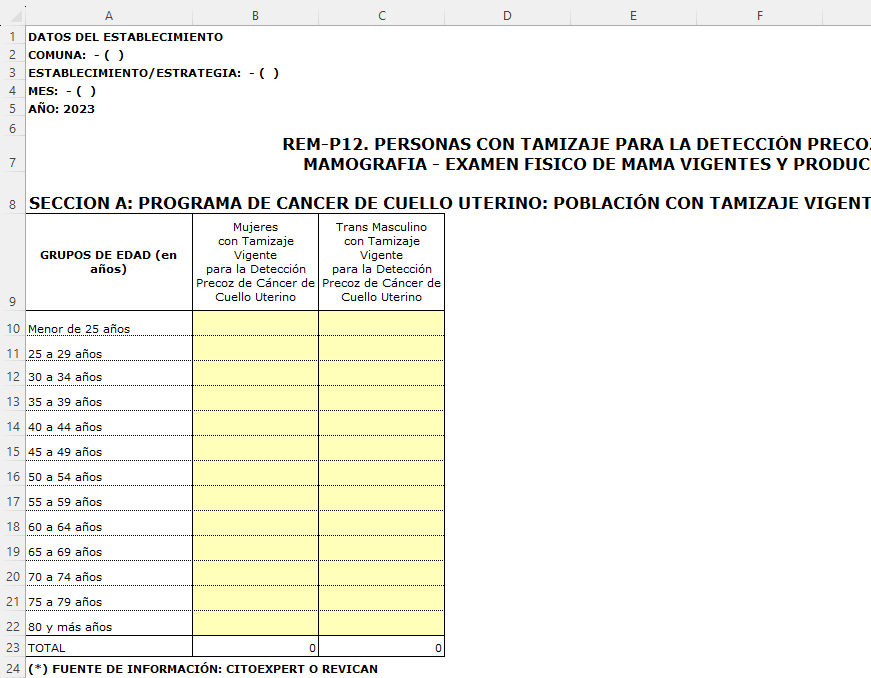 A B C D E F
1 DATOS DEL ESTABLECIMIENTO
2 COMUNA: - ( )
3 ESTABLECIMIENTO/ESTRATEGIA: - ( )
4 MES: - ( )
5 AÑO: 2023
6
REM-P12. PERSONAS CON TAMIZAJE PARA LA DETECCIÓN PRECOZ
7 MAMOGRAFIA - EXAMEN FISICO DE MAMA VIGENTES Y PRODUC
8 SECCION A: PROGRAMA DE CANCER DE CUELLO UTERINO: POBLACIÓN CON TAMIZAJE VIGENT
9 GRUPOS DE EDAD (en
años)
Mujeres
con Tamizaje
Vigente
para la Detección
Precoz de Cáncer de
Cuello Uterino
Trans Masculino
con Tamizaje
Vigente
para la Detección
Precoz de Cáncer de
Cuello Uterino
10 Menor de 25 años
11 25 a 29 años
12 30 a 34 años
13 35 a 39 años
14 40 a 44 años
15 45 a 49 años
16 50 a 54 años
17 55 a 59 años
18 60 a 64 años
19 65 a 69 años
20 70 a 74 años
21 75 a 79 años
22 80 y más años
23 TOTAL 0 0
24 (*) FUENTE DE INFORMACIÓN: CITOEXPERT O REVICAN